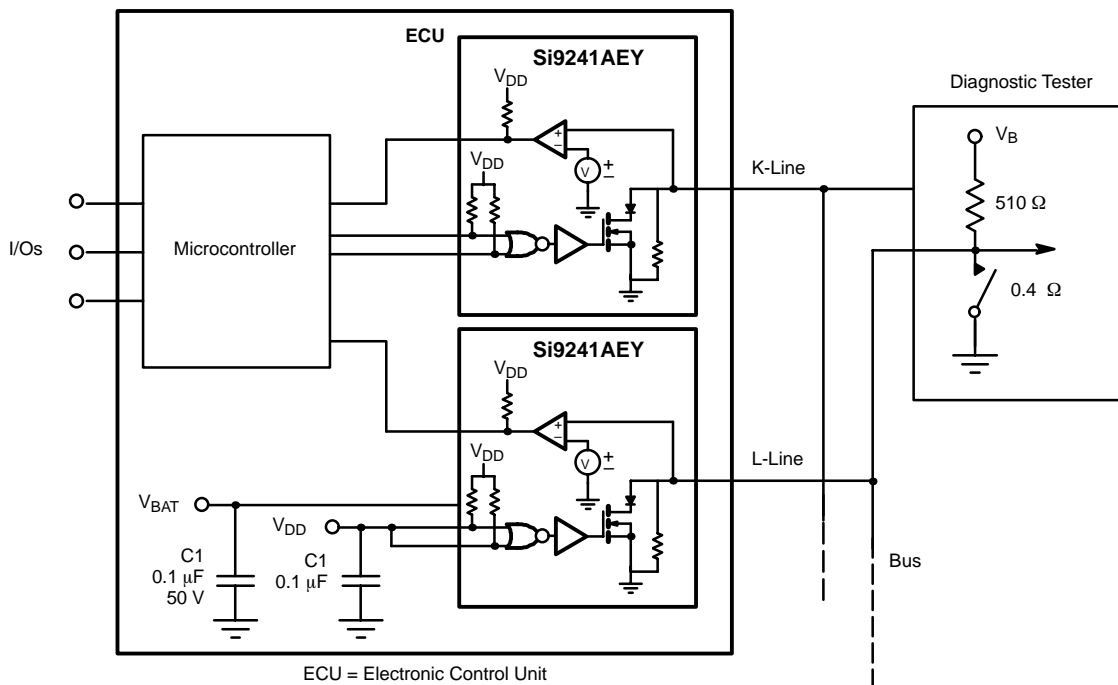 ECU
Si9241AEY
V_DD
Diagnostic Tester
V_B
+
−
V
+
−
K-Line
V_DD
510 Ω
I/Os
Microcontroller
0.4 Ω
Si9241AEY
V_DD
+
−
V
+
−
L-Line
V_DD
V_BAT
V_DD
C1
0.1 μF
50 V
C1
0.1 μF
Bus
ECU = Electronic Control Unit